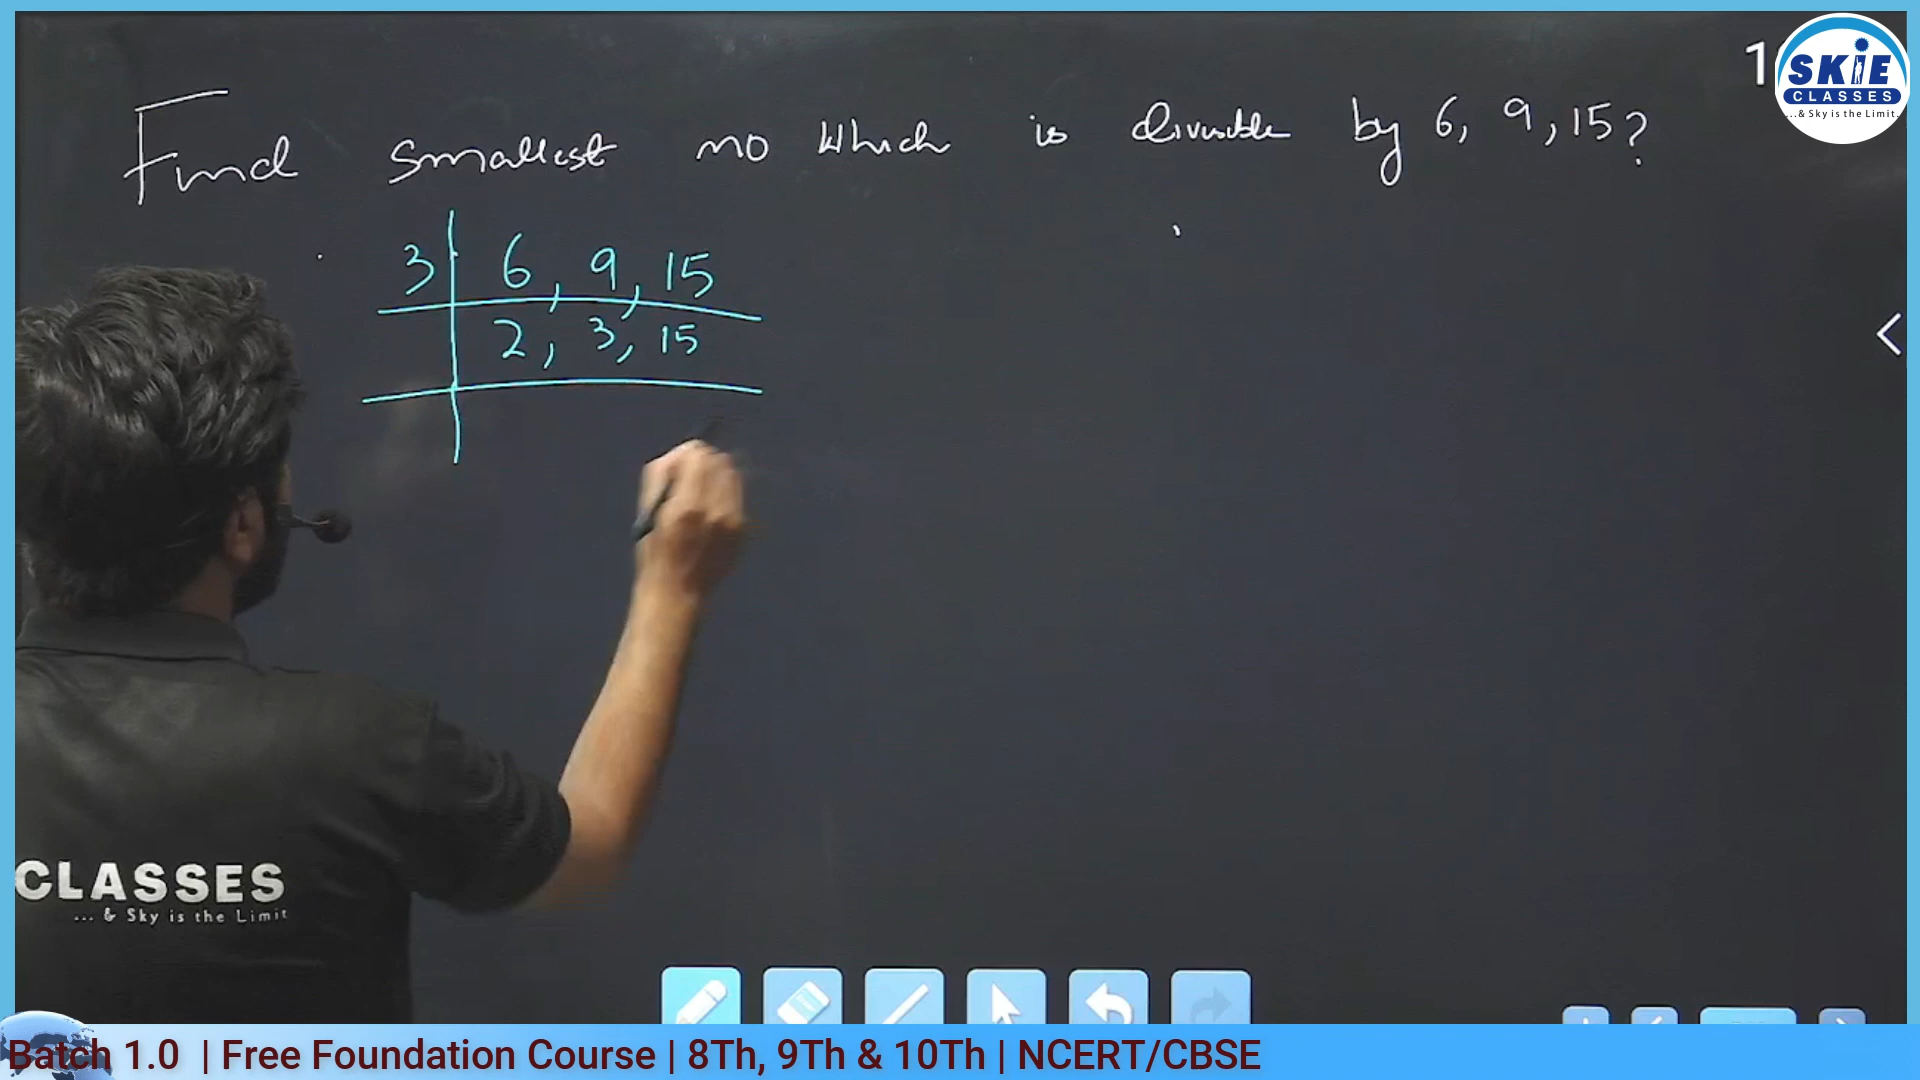 1
SKIE
CLASSES
...& Sky is the Limit.
Find smallest no which is divisible by 6, 9, 15?
3 6, 9, 15
2, 3, 15
<
CLASSES
... & Sky is the Limit
Batch 1.0 | Free Foundation Course | 8Th, 9Th & 10Th | NCERT/CBSE